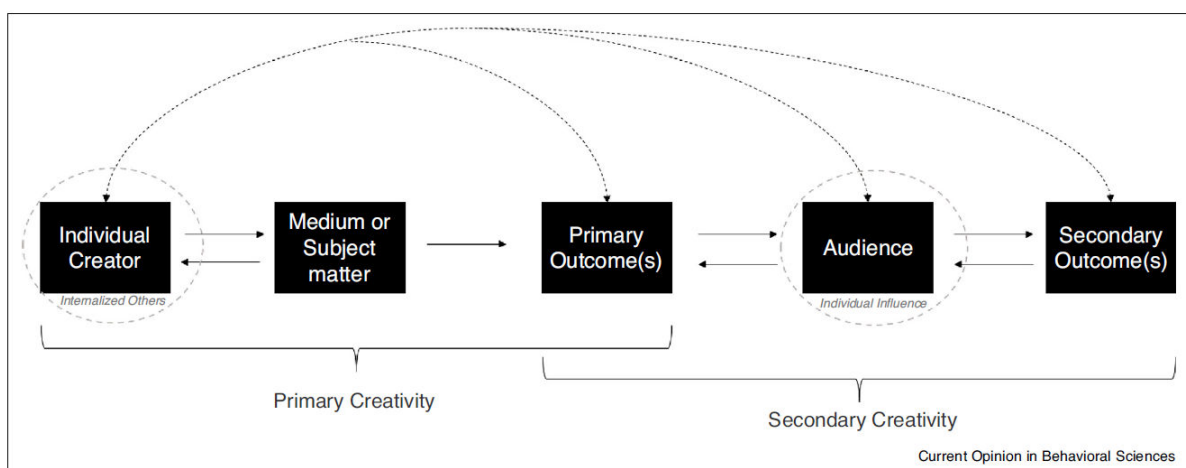 Individual
Creator
Internalized Others
Medium or
Subject
matter
Primary
Outcome(s)
Audience
Individual Influence
Secondary
Outcome(s)
Primary Creativity
Secondary Creativity
Current Opinion in Behavioral Sciences